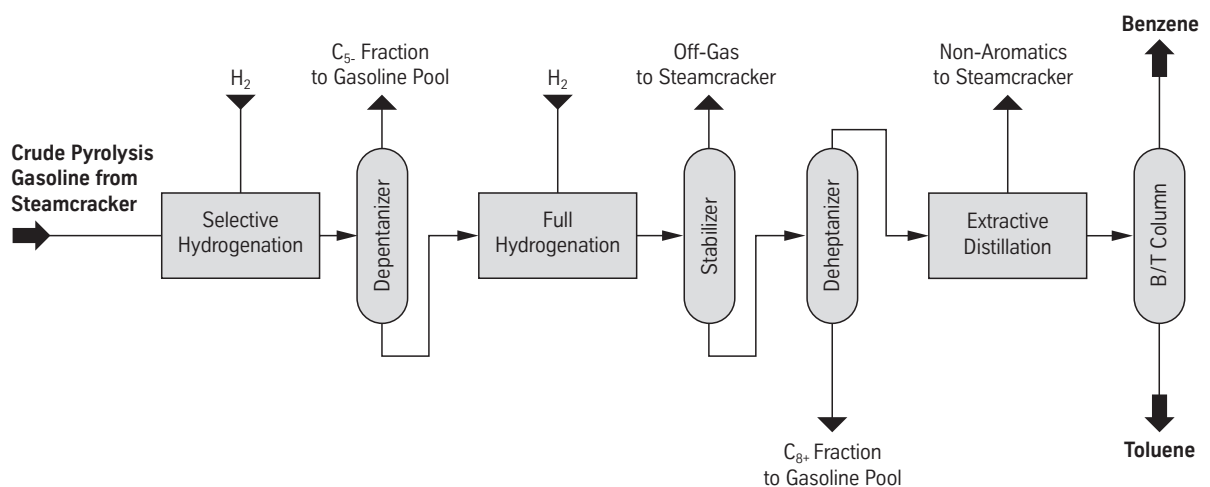 Crude Pyrolysis
Gasoline from
Steamcracker
H₂
Selective
Hydrogenation
C₅₋ Fraction
to Gasoline Pool
Depentanizer
H₂
Full
Hydrogenation
Off-Gas
to Steamcracker
Stabilizer
Deheptanizer
C₈₊ Fraction
to Gasoline Pool
Non-Aromatics
to Steamcracker
Extractive
Distillation
Benzene
B/T Column
Toluene